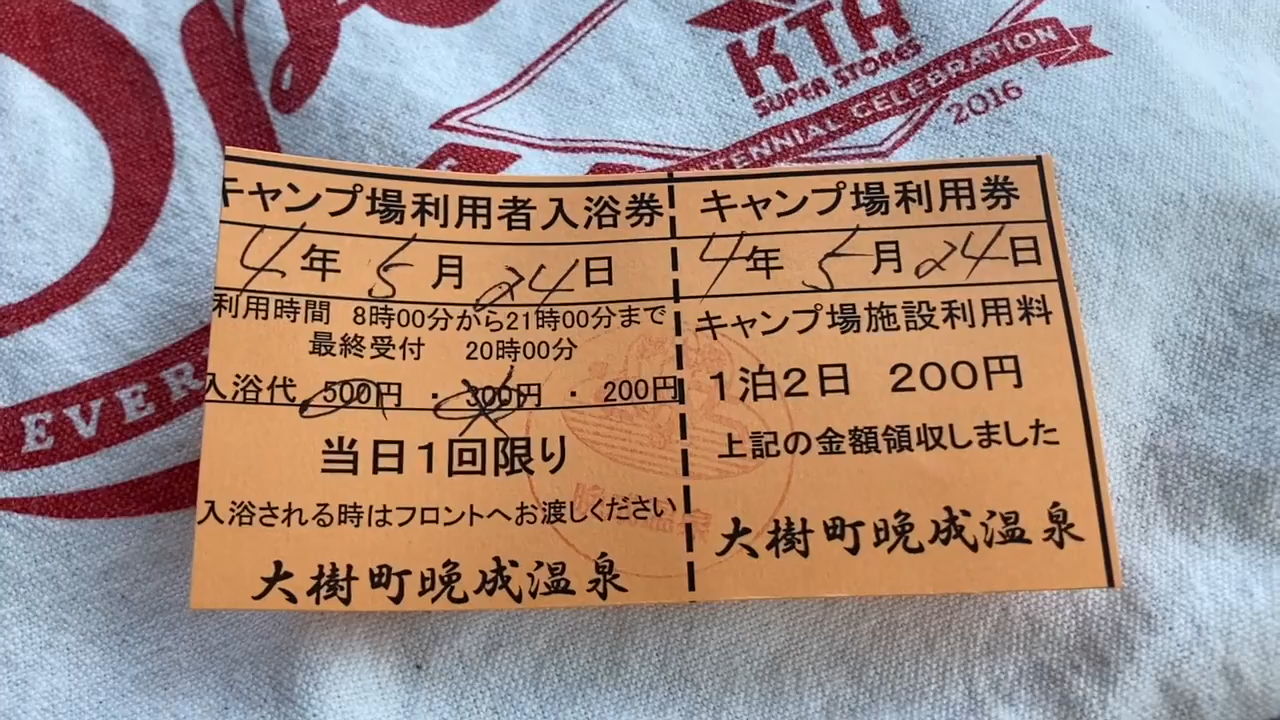 KTA
SUPER STORES
CENTENNIAL CELEBRATION
2016
EVER
キャンプ場利用者入浴券
4年5月24日
利用時間 8時00分から21時00分まで
最終受付 20時00分
入浴代 500円・300円・200円
当日1回限り
入浴される時はフロントへお渡しください
大樹町晩成温泉
キャンプ場利用券
4年5月24日
キャンプ場施設利用料
1泊2日 200円
上記の金額領収しました
大樹町晩成温泉